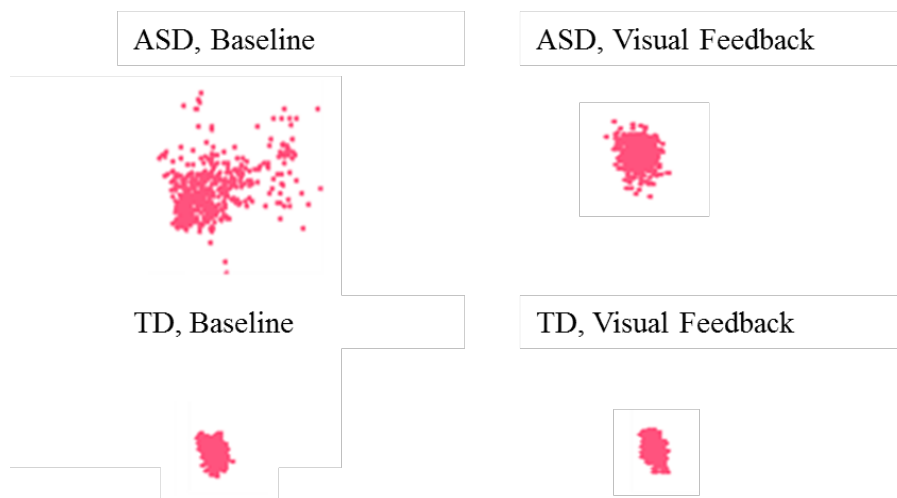 ASD, Baseline
ASD, Visual Feedback
TD, Baseline
TD, Visual Feedback